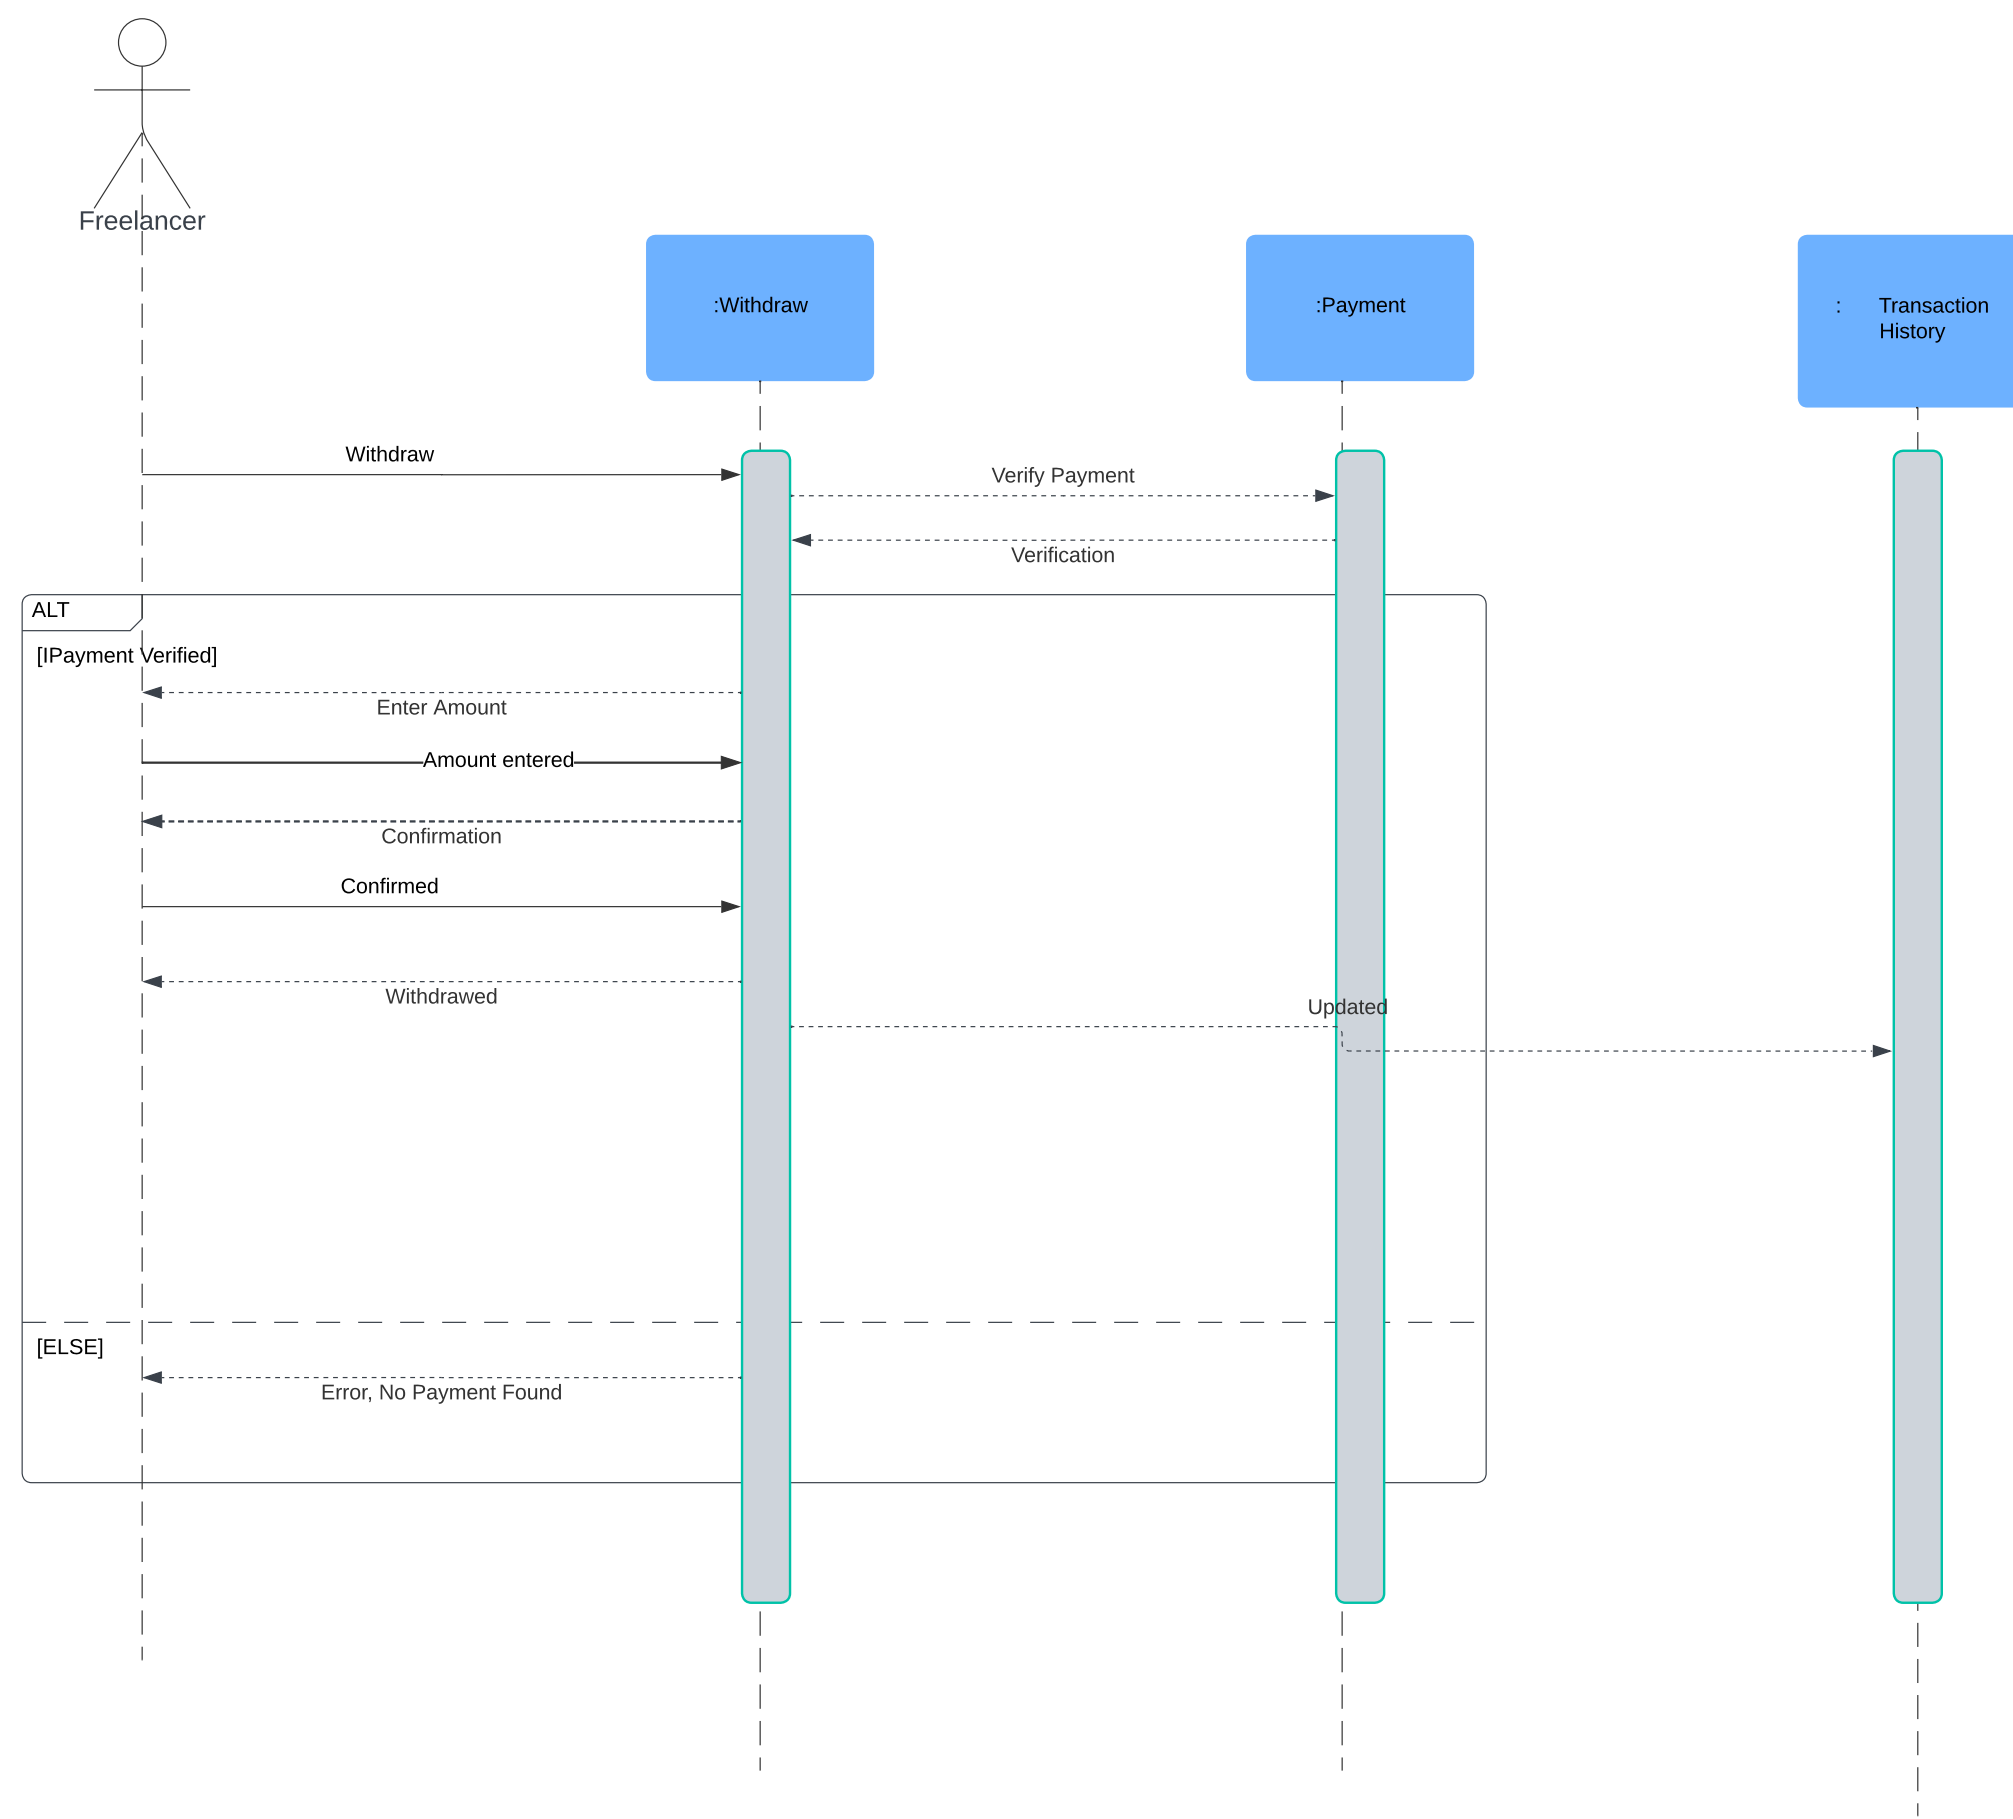 Freelancer
:Withdraw
:Payment
: Transaction
History
Withdraw
Verify Payment
Verification
ALT
[IPayment Verified]
Enter Amount
Amount entered
Confirmation
Confirmed
Withdrawed
Updated
[ELSE]
Error, No Payment Found